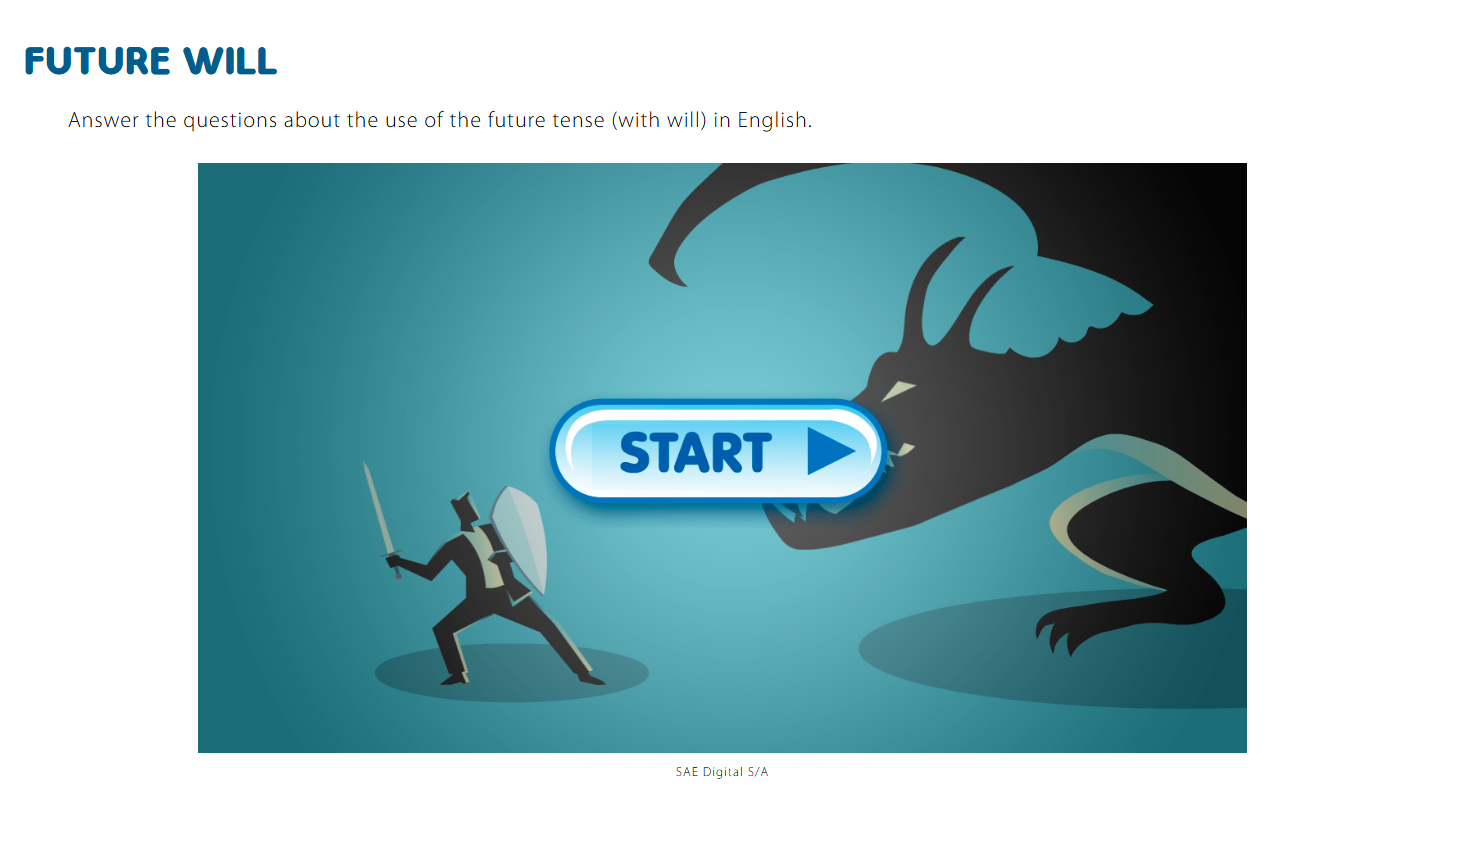 FUTURE WILL
Answer the questions about the use of the future tense (with will) in English.
START
SAE Digital S/A